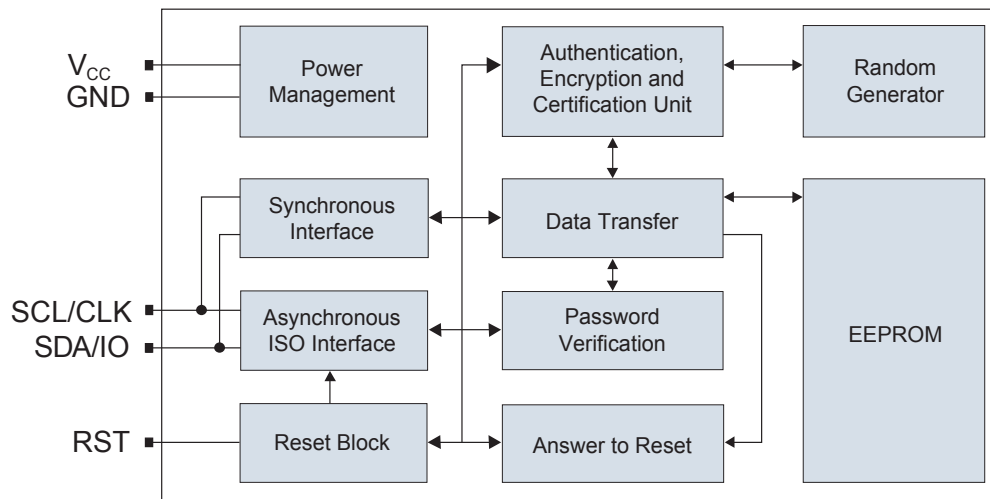 V_CC
GND
SCL/CLK
SDA/IO
RST
Power
Management
Authentication,
Encryption and
Certification Unit
Random
Generator
Synchronous
Interface
Data Transfer
Asynchronous
ISO Interface
Password
Verification
EEPROM
Reset Block
Answer to Reset